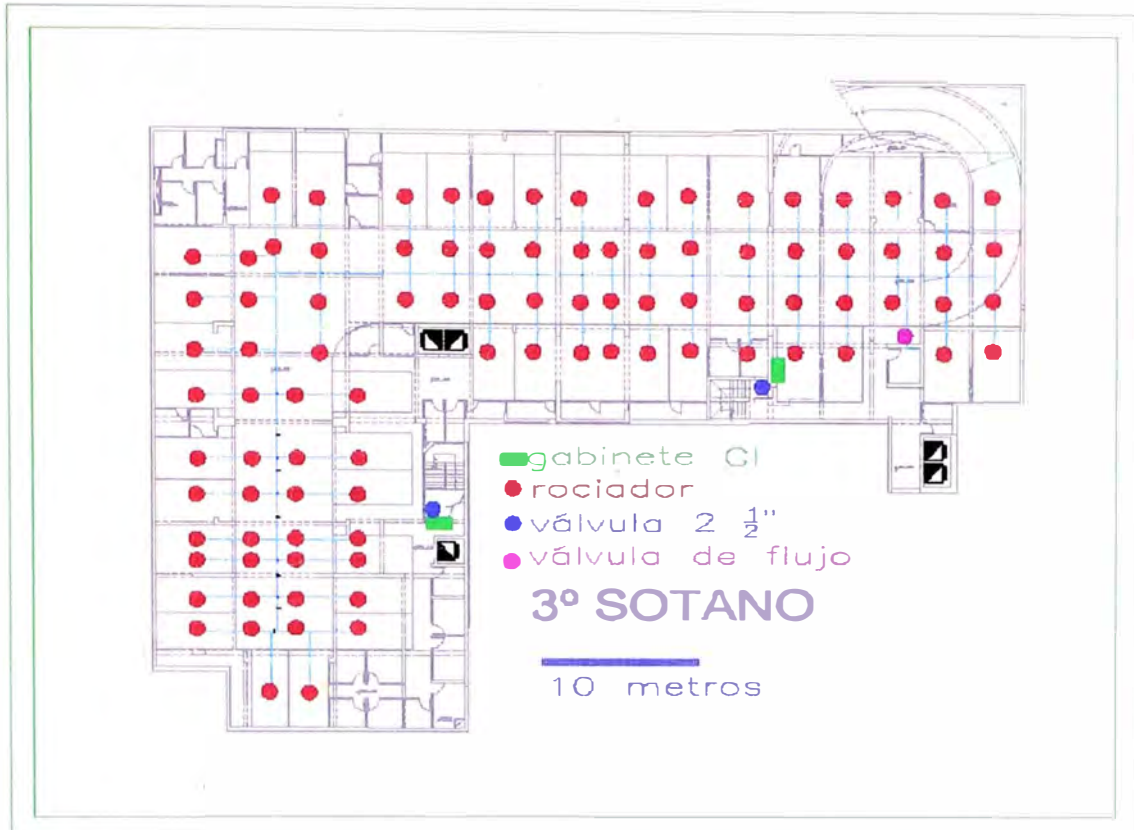 gabinete CI
rociador
válvula 2 ½"
válvula de flujo
3º SOTANO
10 metros